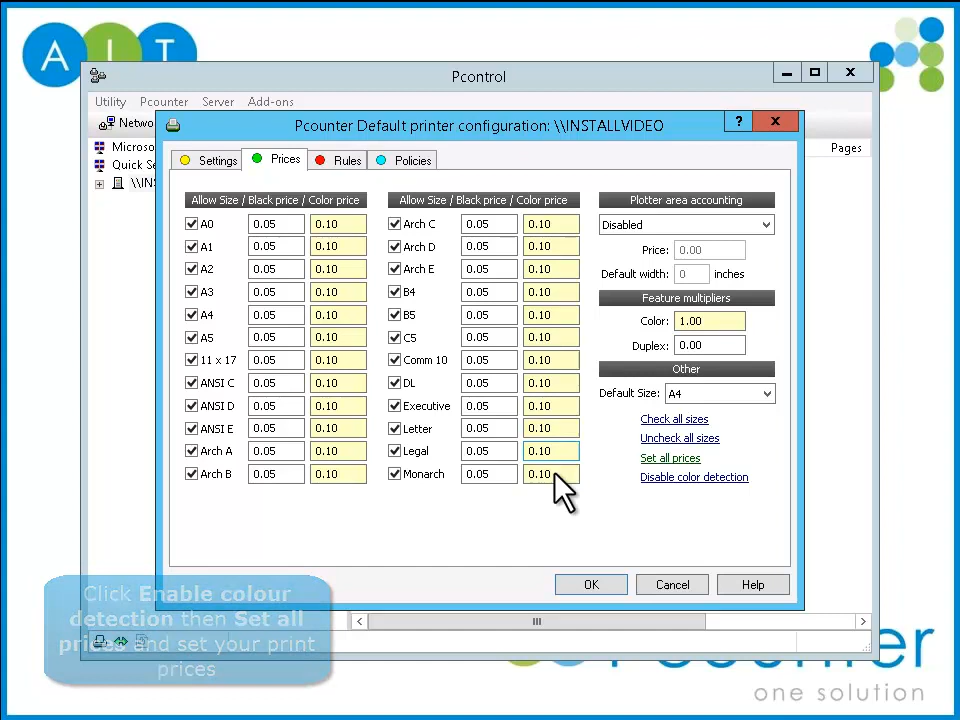 A I T
Pcontrol
Utility Pcounter Server Add-ons
Netwo
Microso
Quick Se
\\INS
Pages
Pcounter Default printer configuration: \\INSTALLVIDEO
? x
Settings Prices Rules Policies
Allow Size / Black price / Color price Allow Size / Black price / Color price Plotter area accounting
A0 0.05 0.10 Arch C 0.05 0.10 Disabled
A1 0.05 0.10 Arch D 0.05 0.10 Price: 0.00
A2 0.05 0.10 Arch E 0.05 0.10 Default width: 0 inches
A3 0.05 0.10 B4 0.05 0.10 Feature multipliers
A4 0.05 0.10 B5 0.05 0.10 Color: 1.00
A5 0.05 0.10 C5 0.05 0.10 Duplex: 0.00
11 x 17 0.05 0.10 Comm 10 0.05 0.10 Other
ANSI C 0.05 0.10 DL 0.05 0.10 Default Size: A4
ANSI D 0.05 0.10 Executive 0.05 0.10 Check all sizes
ANSI E 0.05 0.10 Letter 0.05 0.10 Uncheck all sizes
Arch A 0.05 0.10 Legal 0.05 0.10 Set all prices
Arch B 0.05 0.10 Monarch 0.05 0.10 Disable color detection
OK Cancel Help
Click Enable colour
detection then Set all
prices and set your print
prices
one solution